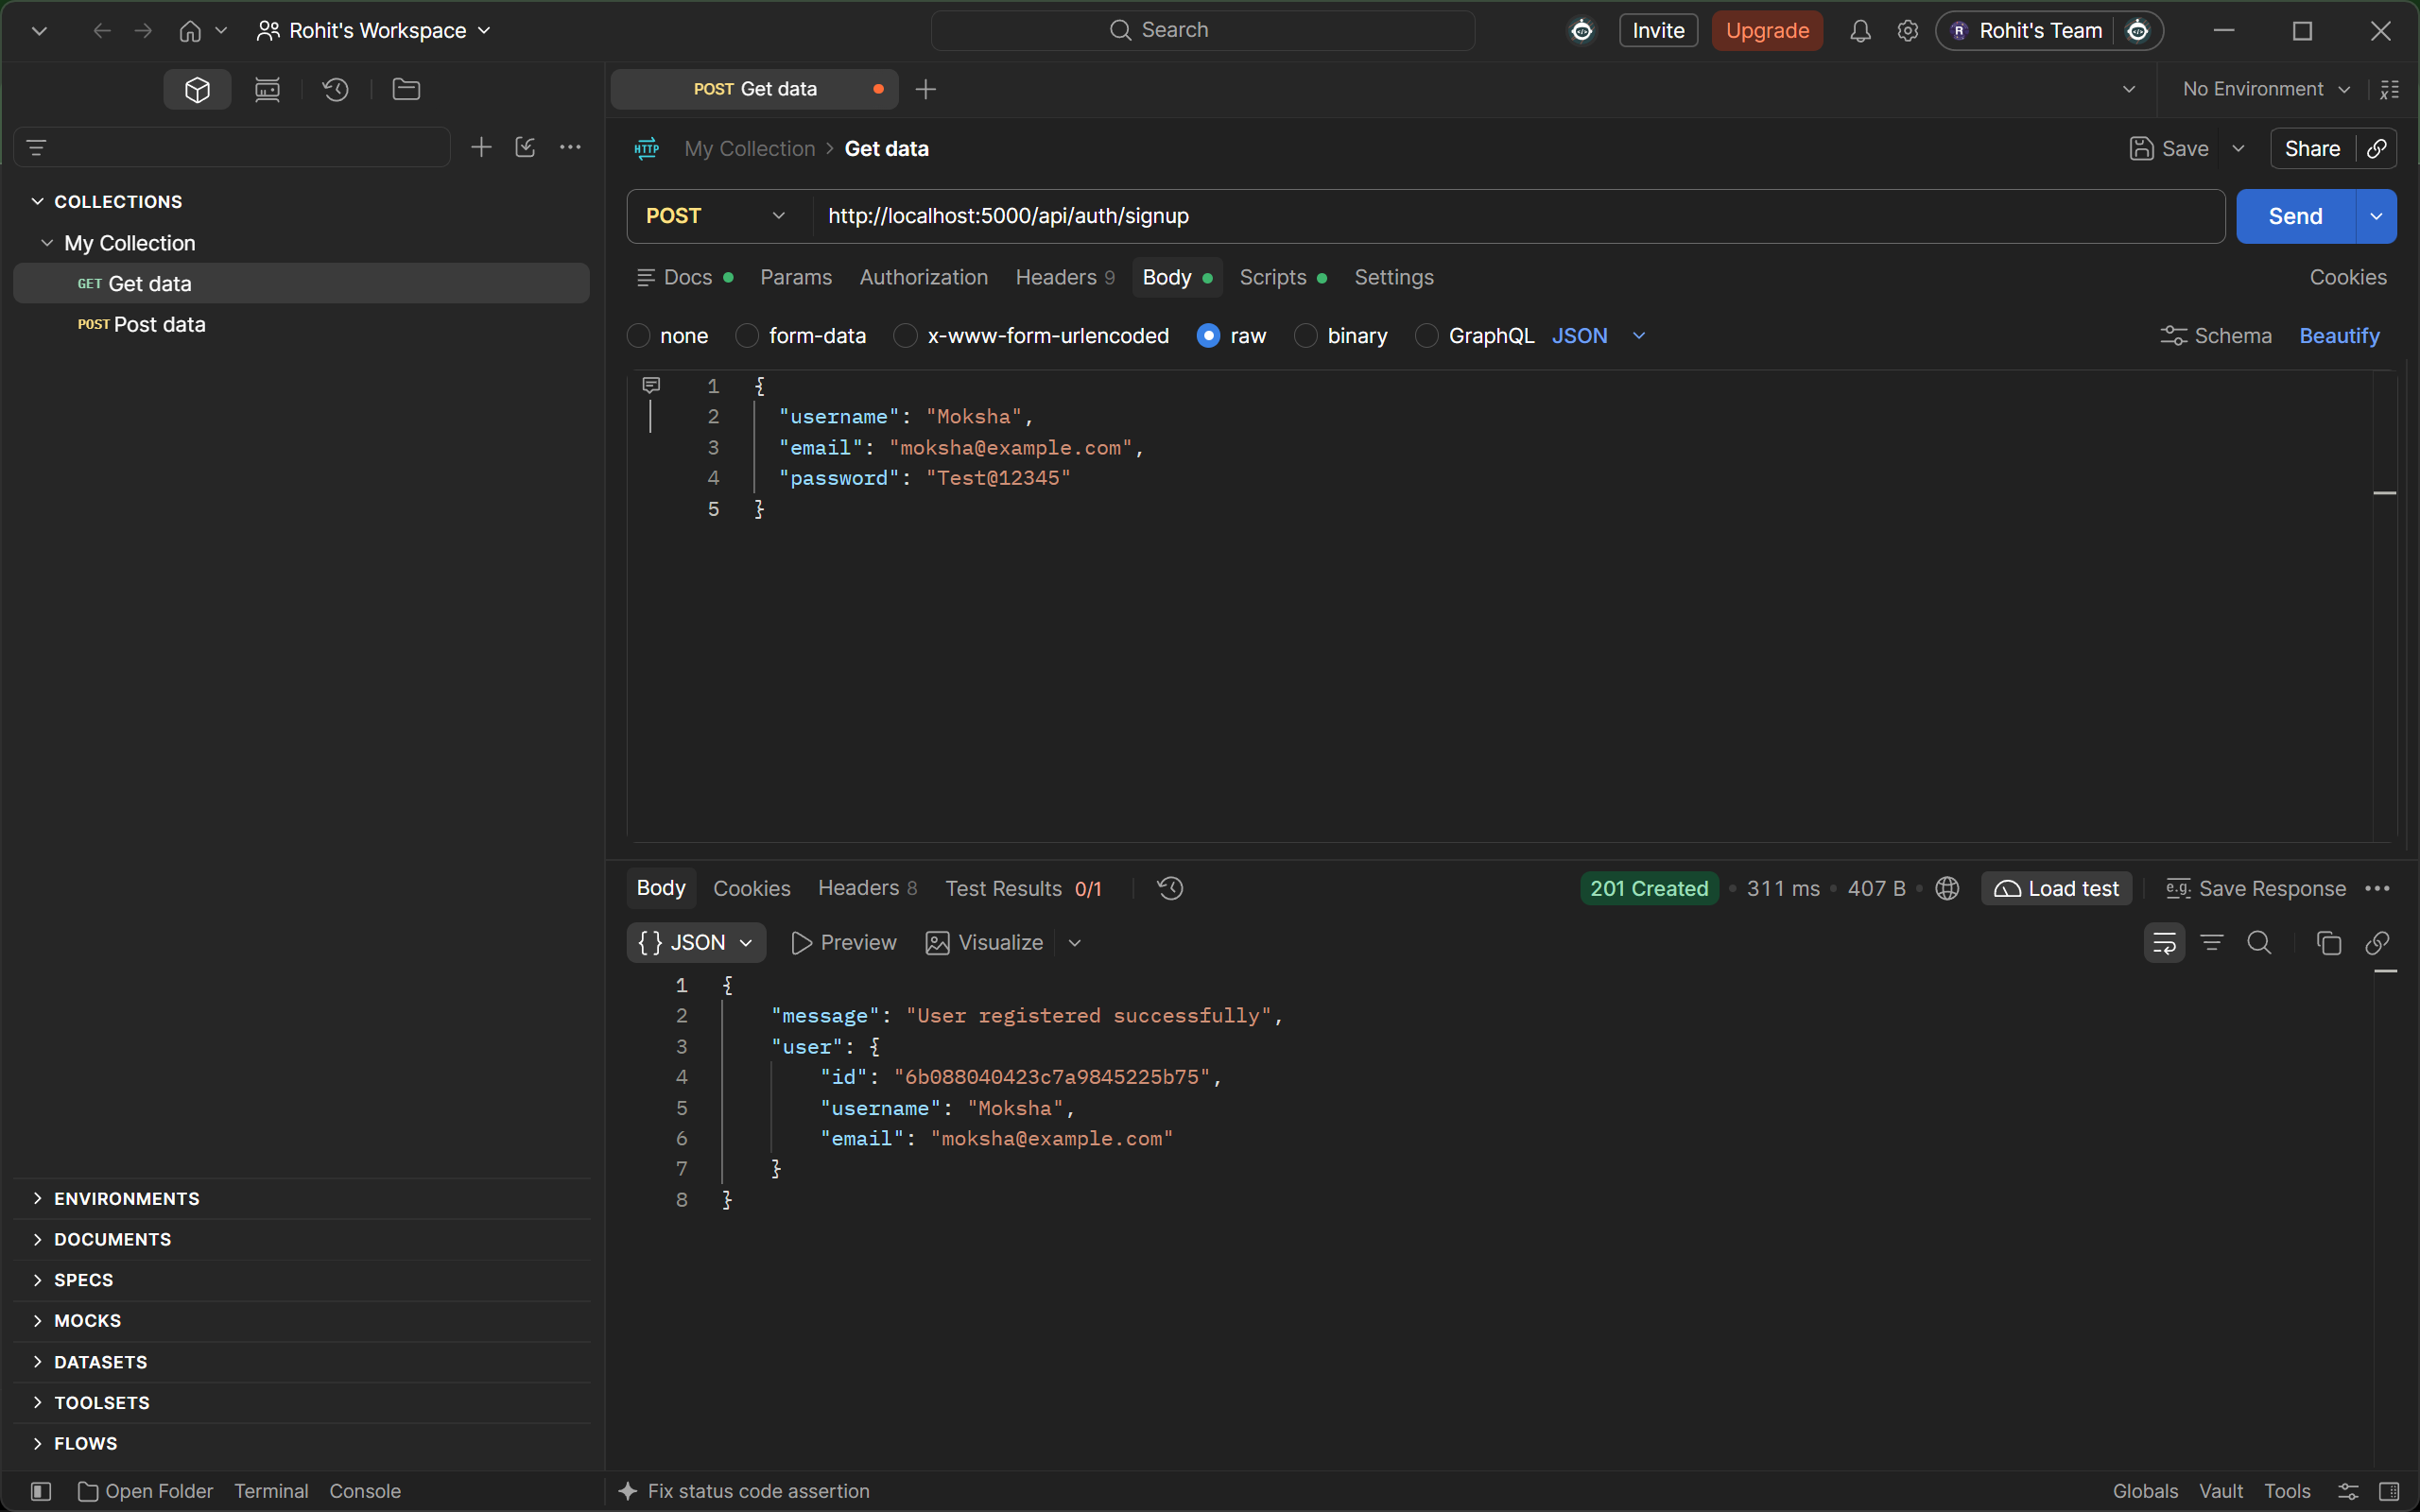 Rohit's Workspace
Search
Invite
Upgrade
R Rohit's Team
POST Get data
No Environment
HTTP My Collection > Get data
Save
Share
COLLECTIONS
My Collection
GET Get data
POST Post data
POST http://localhost:5000/api/auth/signup
Send
Docs Params Authorization Headers 9 Body Scripts Settings
Cookies
none form-data x-www-form-urlencoded raw binary GraphQL JSON
Schema Beautify
1 {
2 "username": "Moksha",
3 "email": "moksha@example.com",
4 "password": "Test@12345"
5 }
Body Cookies Headers 8 Test Results 0/1
201 Created • 311 ms • 407 B •
Load test
e.g. Save Response
{} JSON Preview Visualize
1 {
2 "message": "User registered successfully",
3 "user": {
4 "id": "6b088040423c7a9845225b75",
5 "username": "Moksha",
6 "email": "moksha@example.com"
7 }
8 }
ENVIRONMENTS
DOCUMENTS
SPECS
MOCKS
DATASETS
TOOLSETS
FLOWS
Open Folder Terminal Console
Fix status code assertion
Globals Vault Tools